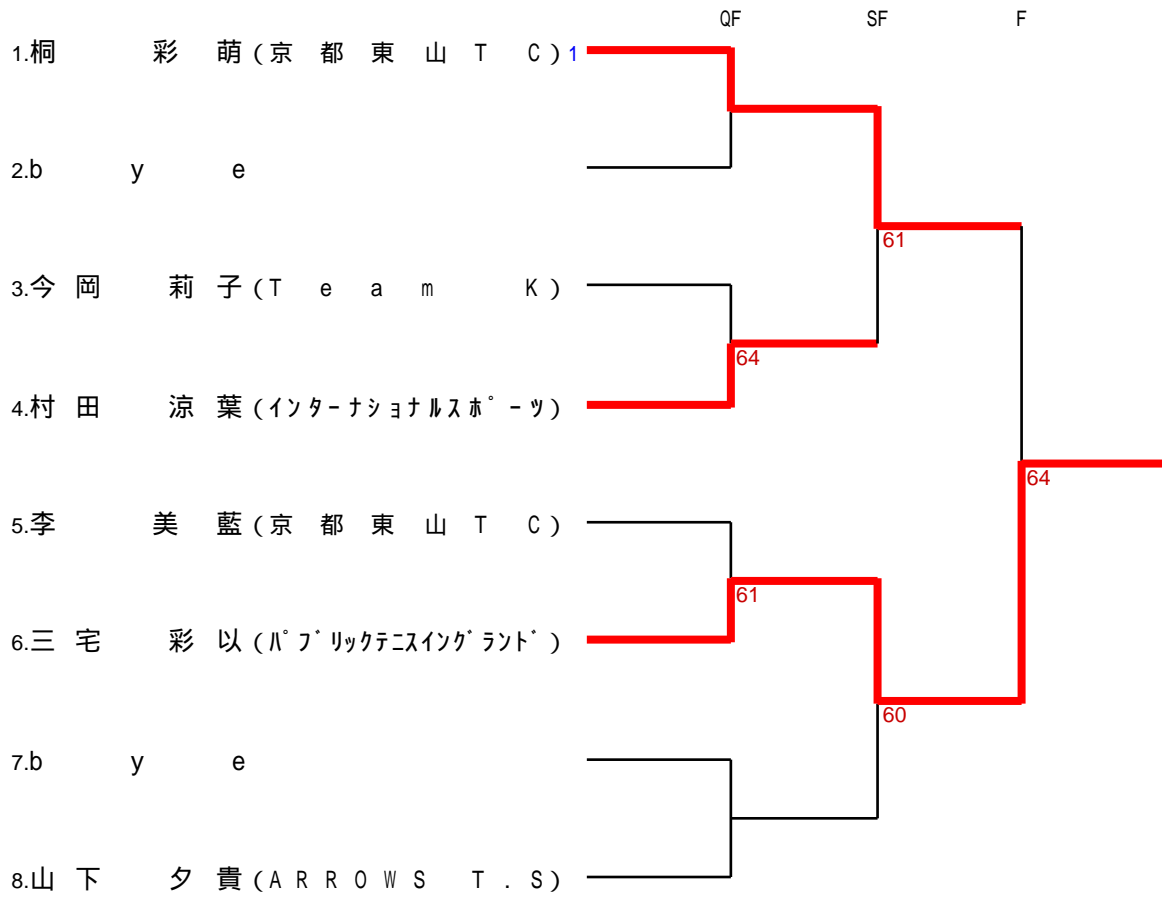 QF SF F
1.桐 彩 萌(京 都 東 山 T C) 1
2.b y e
61
3.今 岡 莉 子(T e a m K)
64
4.村 田 涼 葉(インターナショナルスポーツ)
64
5.李 美 藍(京 都 東 山 T C)
61
6.三 宅 彩 以(パブリックテニスイングランド)
60
7.b y e
8.山 下 夕 貴(A R R O W S T . S)